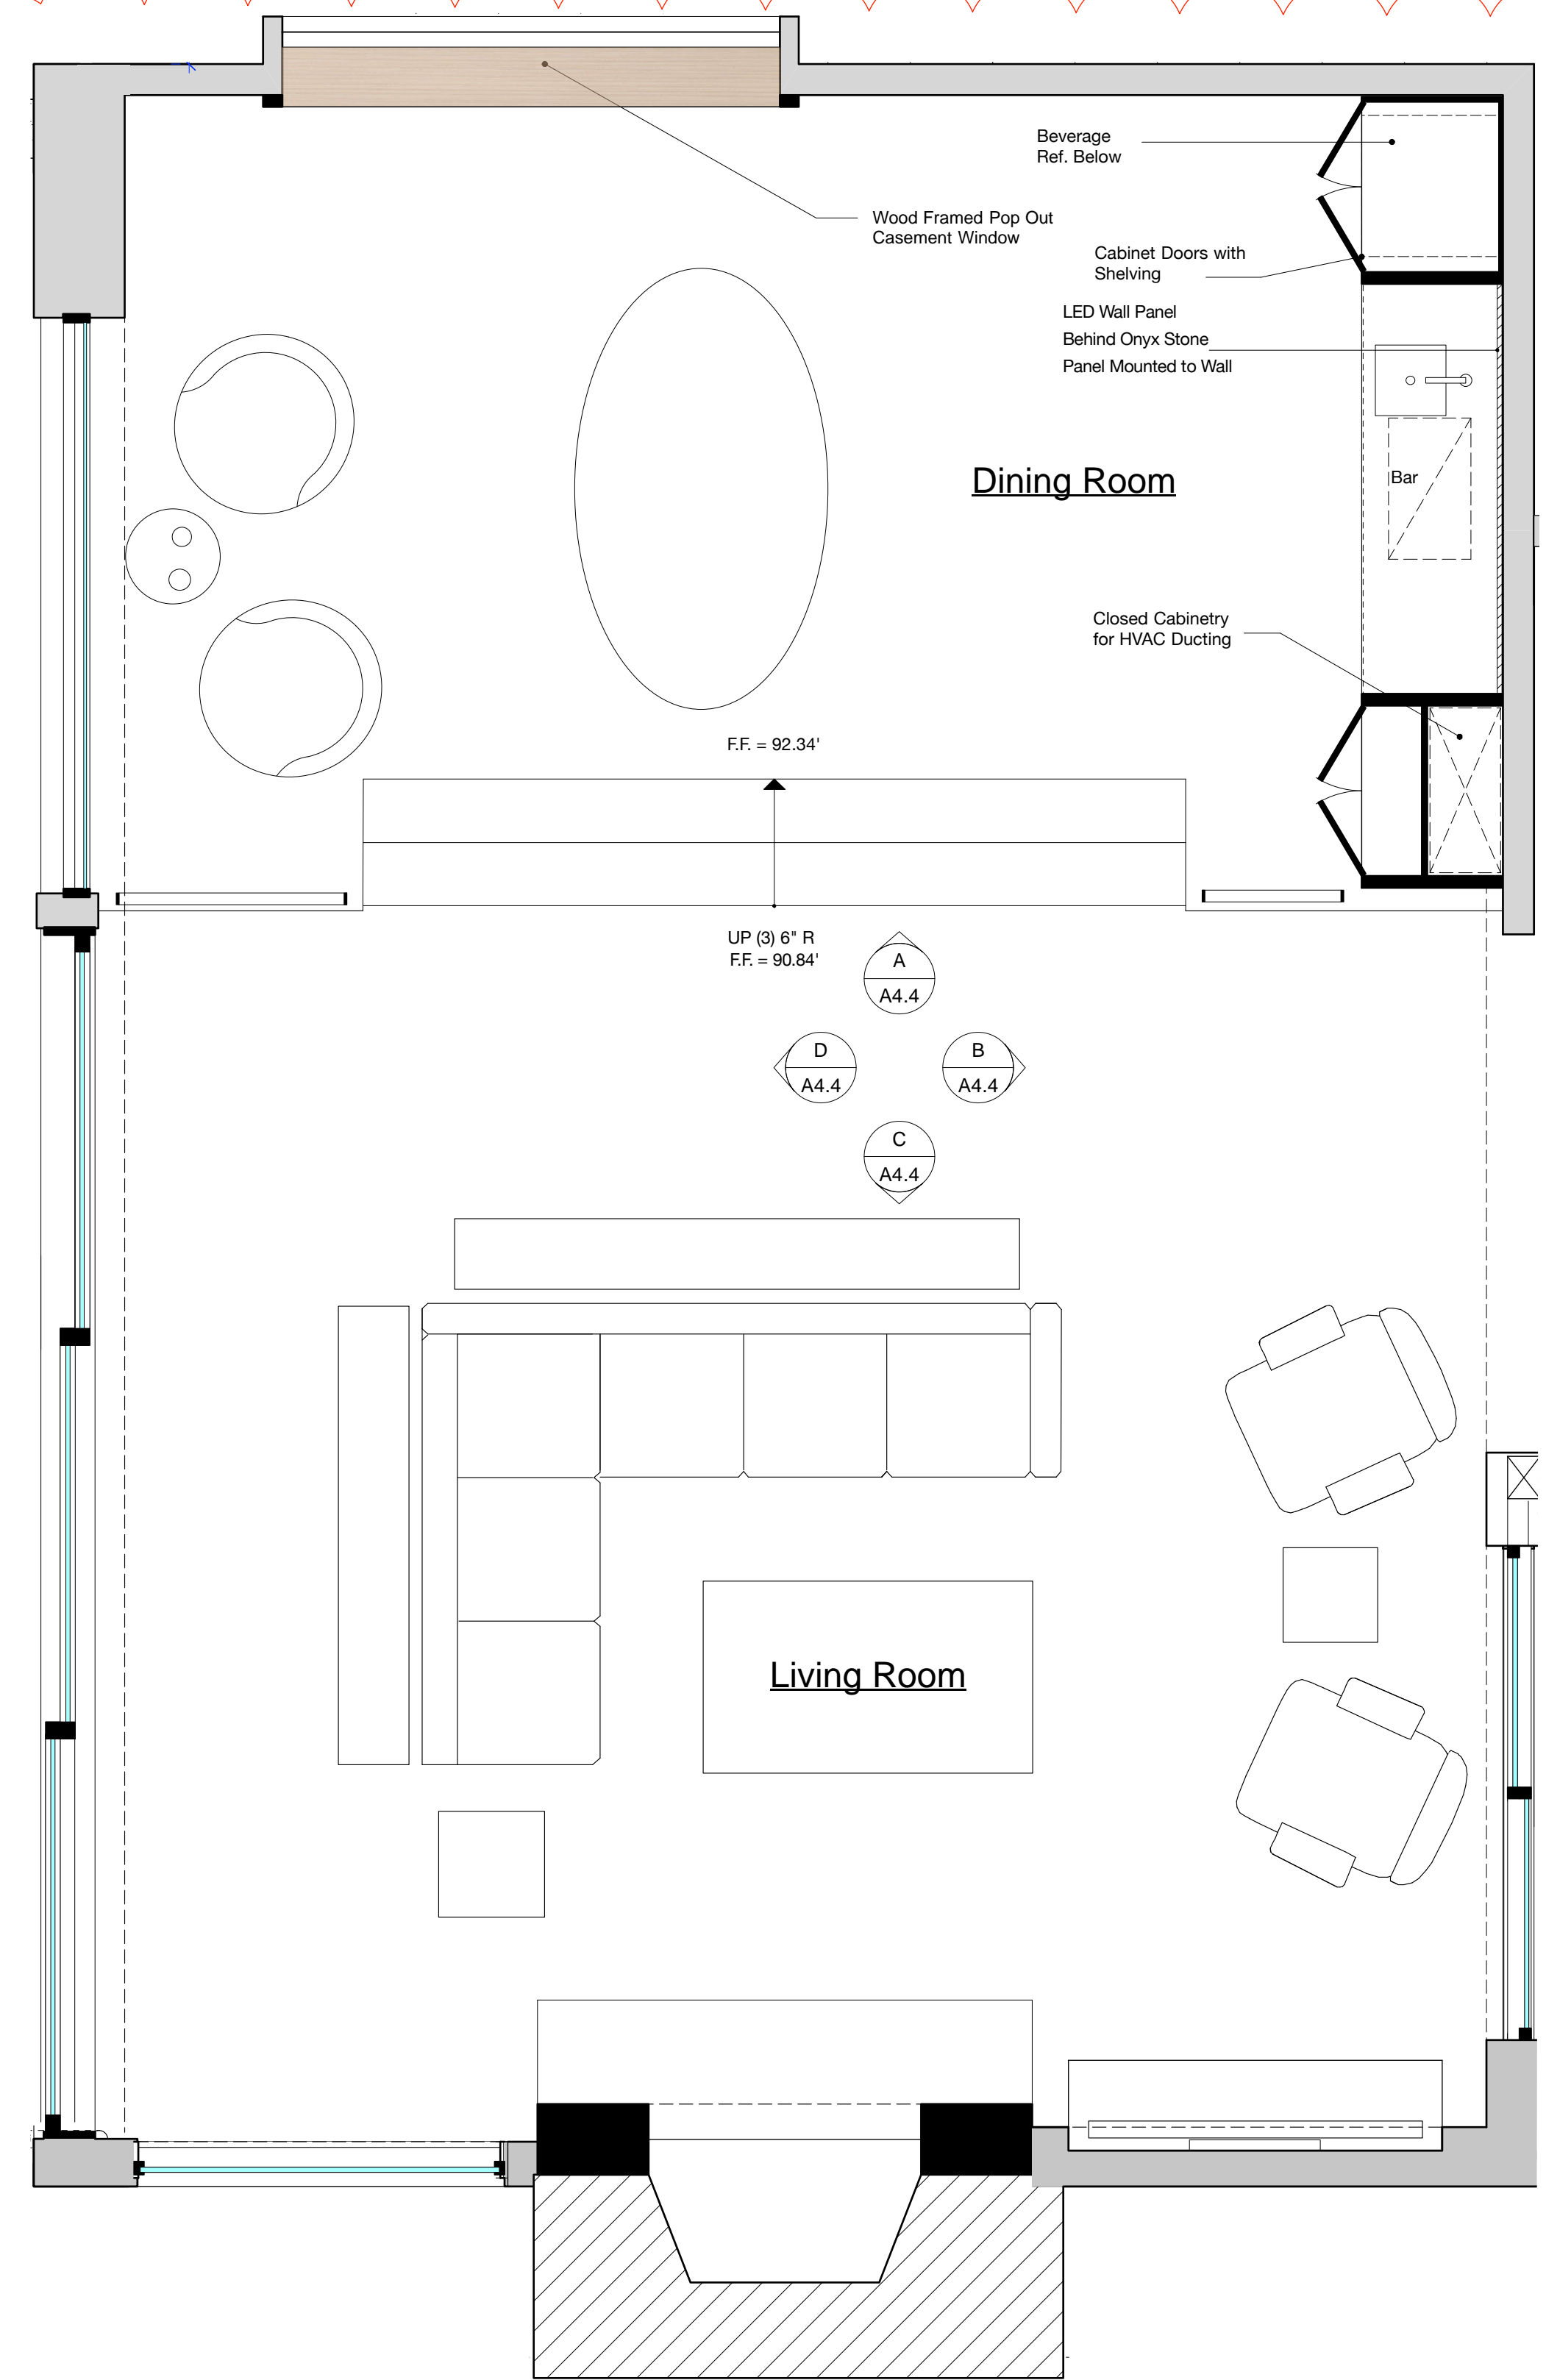 Beverage
Ref. Below
Wood Framed Pop Out
Casement Window
Cabinet Doors with
Shelving
LED Wall Panel
Behind Onyx Stone
Panel Mounted to Wall
Dining Room
Bar
Closed Cabinetry
for HVAC Ducting
F.F. = 92.34'
UP (3) 6" R
F.F. = 90.84'
A
A4.4
D
A4.4
B
A4.4
C
A4.4
Living Room